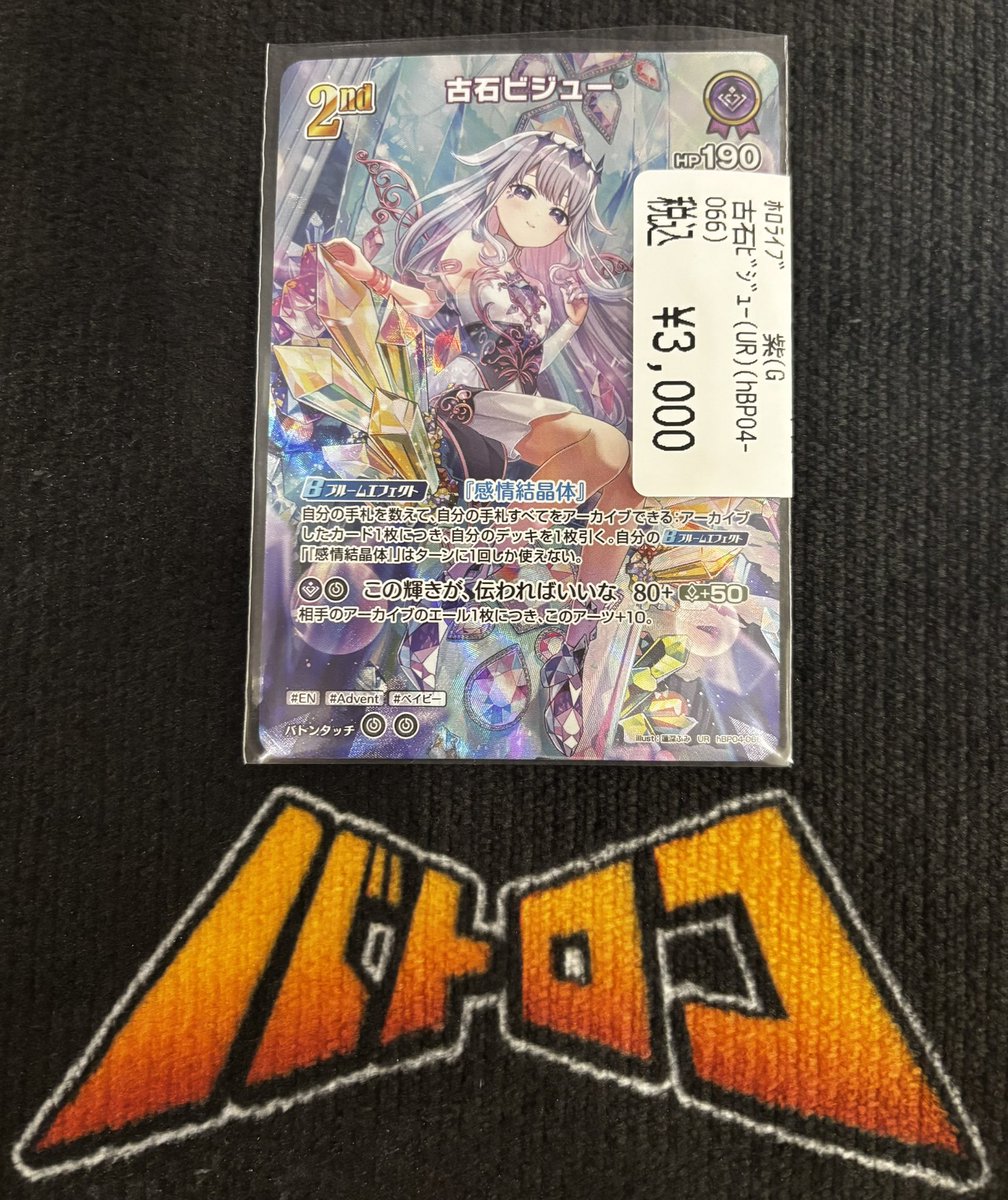 2nd
古石ビジュー
HP190
ホロライブ 紫(G
古石ビジュー(UR)(hBP04-
066)
税込 ¥3,000
Bブルームエフェクト 『感情結晶体』
自分の手札を数えて、自分の手札すべてをアーカイブできる：アーカイブ
したカード1枚につき、自分のデッキを1枚引く。自分のBブルームエフェクト
「『感情結晶体』」はターンに1回しか使えない。
この輝きが、伝わればいいな 80+ +50
相手のアーカイブのエール1枚につき、このアーツ+10。
#EN #Advent #ベイビー
バトンタッチ
illust: UR hBP04-06
バトロコ